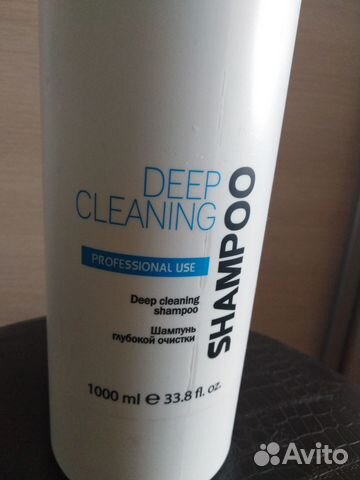 DEEP
CLEANING
SHAMPOO
PROFESSIONAL USE
Deep cleaning
shampoo
Шампунь
глубокой очистки
1000 ml e 33.8 fl. oz.
Avito